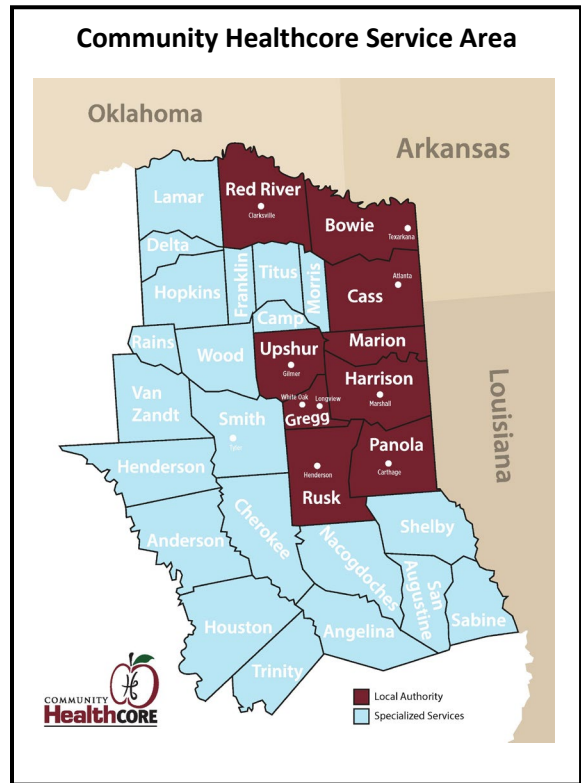 Community Healthcore Service Area
Oklahoma
Arkansas
Lamar
Red River
Clarksville
Bowie
Texarkana
Delta
Hopkins
Franklin
Titus
Morris
Atlanta
Cass
Camp
Rains
Wood
Upshur
Gilmer
Marion
Harrison
Marshall
Louisiana
Van
Zandt
Smith
Tyler
White Oak
Longview
Gregg
Henderson
Henderson
Rusk
Panola
Carthage
Anderson
Cherokee
Nacogdoches
Shelby
San
Augustine
Sabine
Houston
Angelina
Trinity
COMMUNITY
HealthCORE
Local Authority
Specialized Services